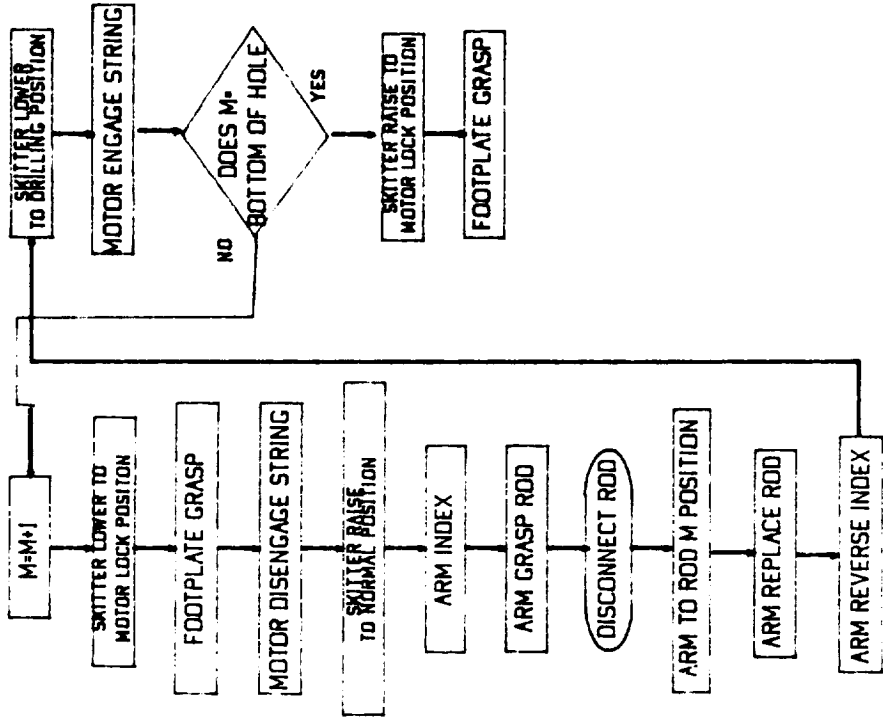 M=M+1
SKITTER LOWER TO
MOTOR LOCK POSITON
FOOTPLATE GRASP
MOTOR DISENGAGE STRING
SKITTER RAISE
TO NORMAL POSITION
ARM INDEX
ARM GRASP ROD
DISCONNECT ROD
ARM TO ROD M POSITION
ARM REPLACE ROD
ARM REVERSE INDEX
SKITTER LOWER
TO DRILLING POSITION
MOTOR ENGAGE STRING
DOES M=
BOTTOM OF HOLE
NO
YES
SKITTER RAISE TO
MOTOR LOCK POSITION
FOOTPLATE GRASP